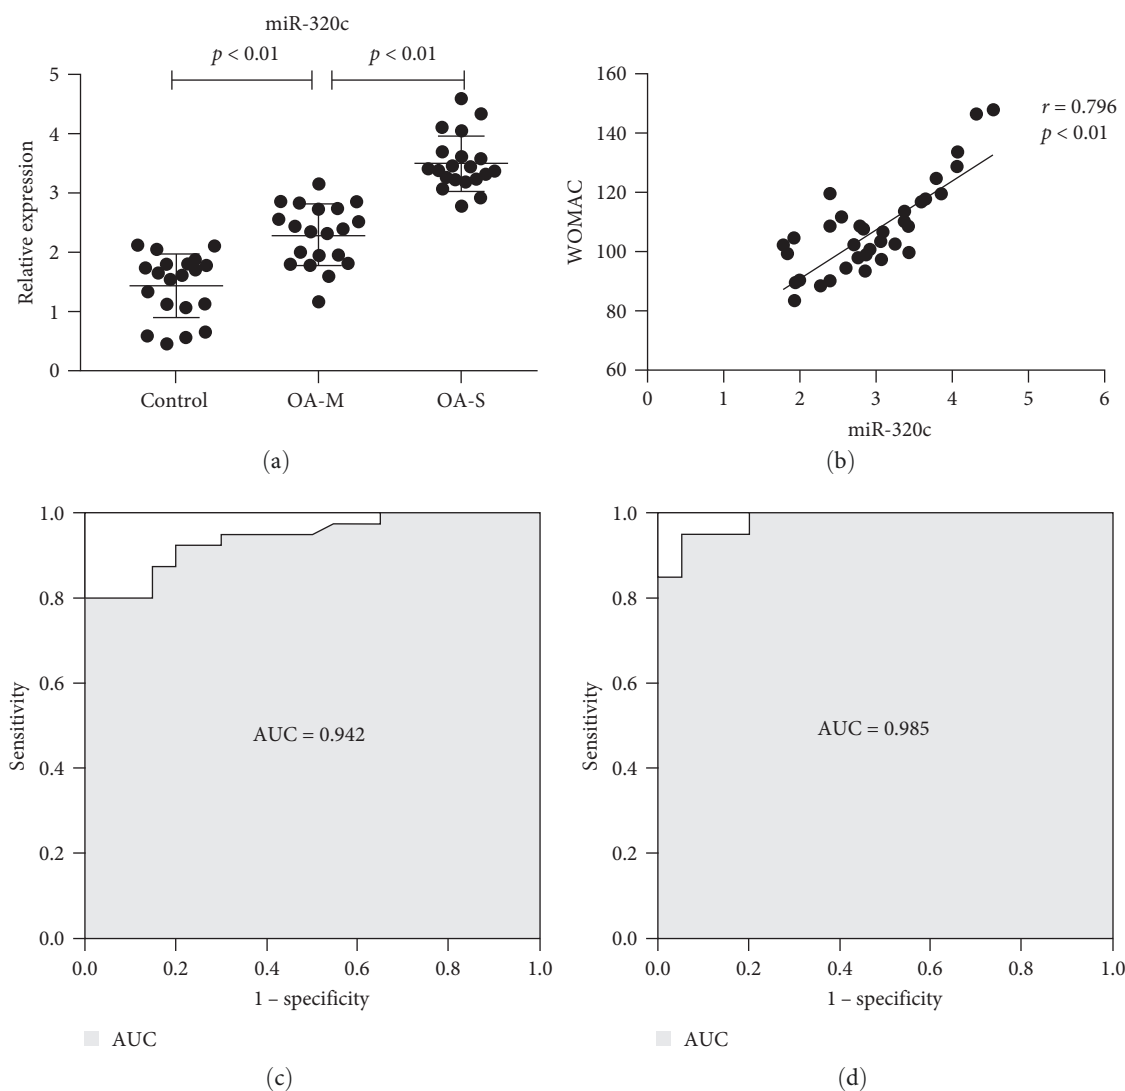 miR-320c
p < 0.01
p < 0.01
Relative expression
5
4
3
2
1
0
Control
OA-M
OA-S
(a)
WOMAC
160
140
120
100
80
60
r = 0.796
p < 0.01
0
1
2
3
4
5
6
miR-320c
(b)
Sensitivity
1.0
0.8
0.6
0.4
0.2
0.0
AUC = 0.942
0.0
0.2
0.4
0.6
0.8
1.0
1 – specificity
AUC
(c)
Sensitivity
1.0
0.8
0.6
0.4
0.2
0.0
AUC = 0.985
0.0
0.2
0.4
0.6
0.8
1.0
1 – specificity
AUC
(d)